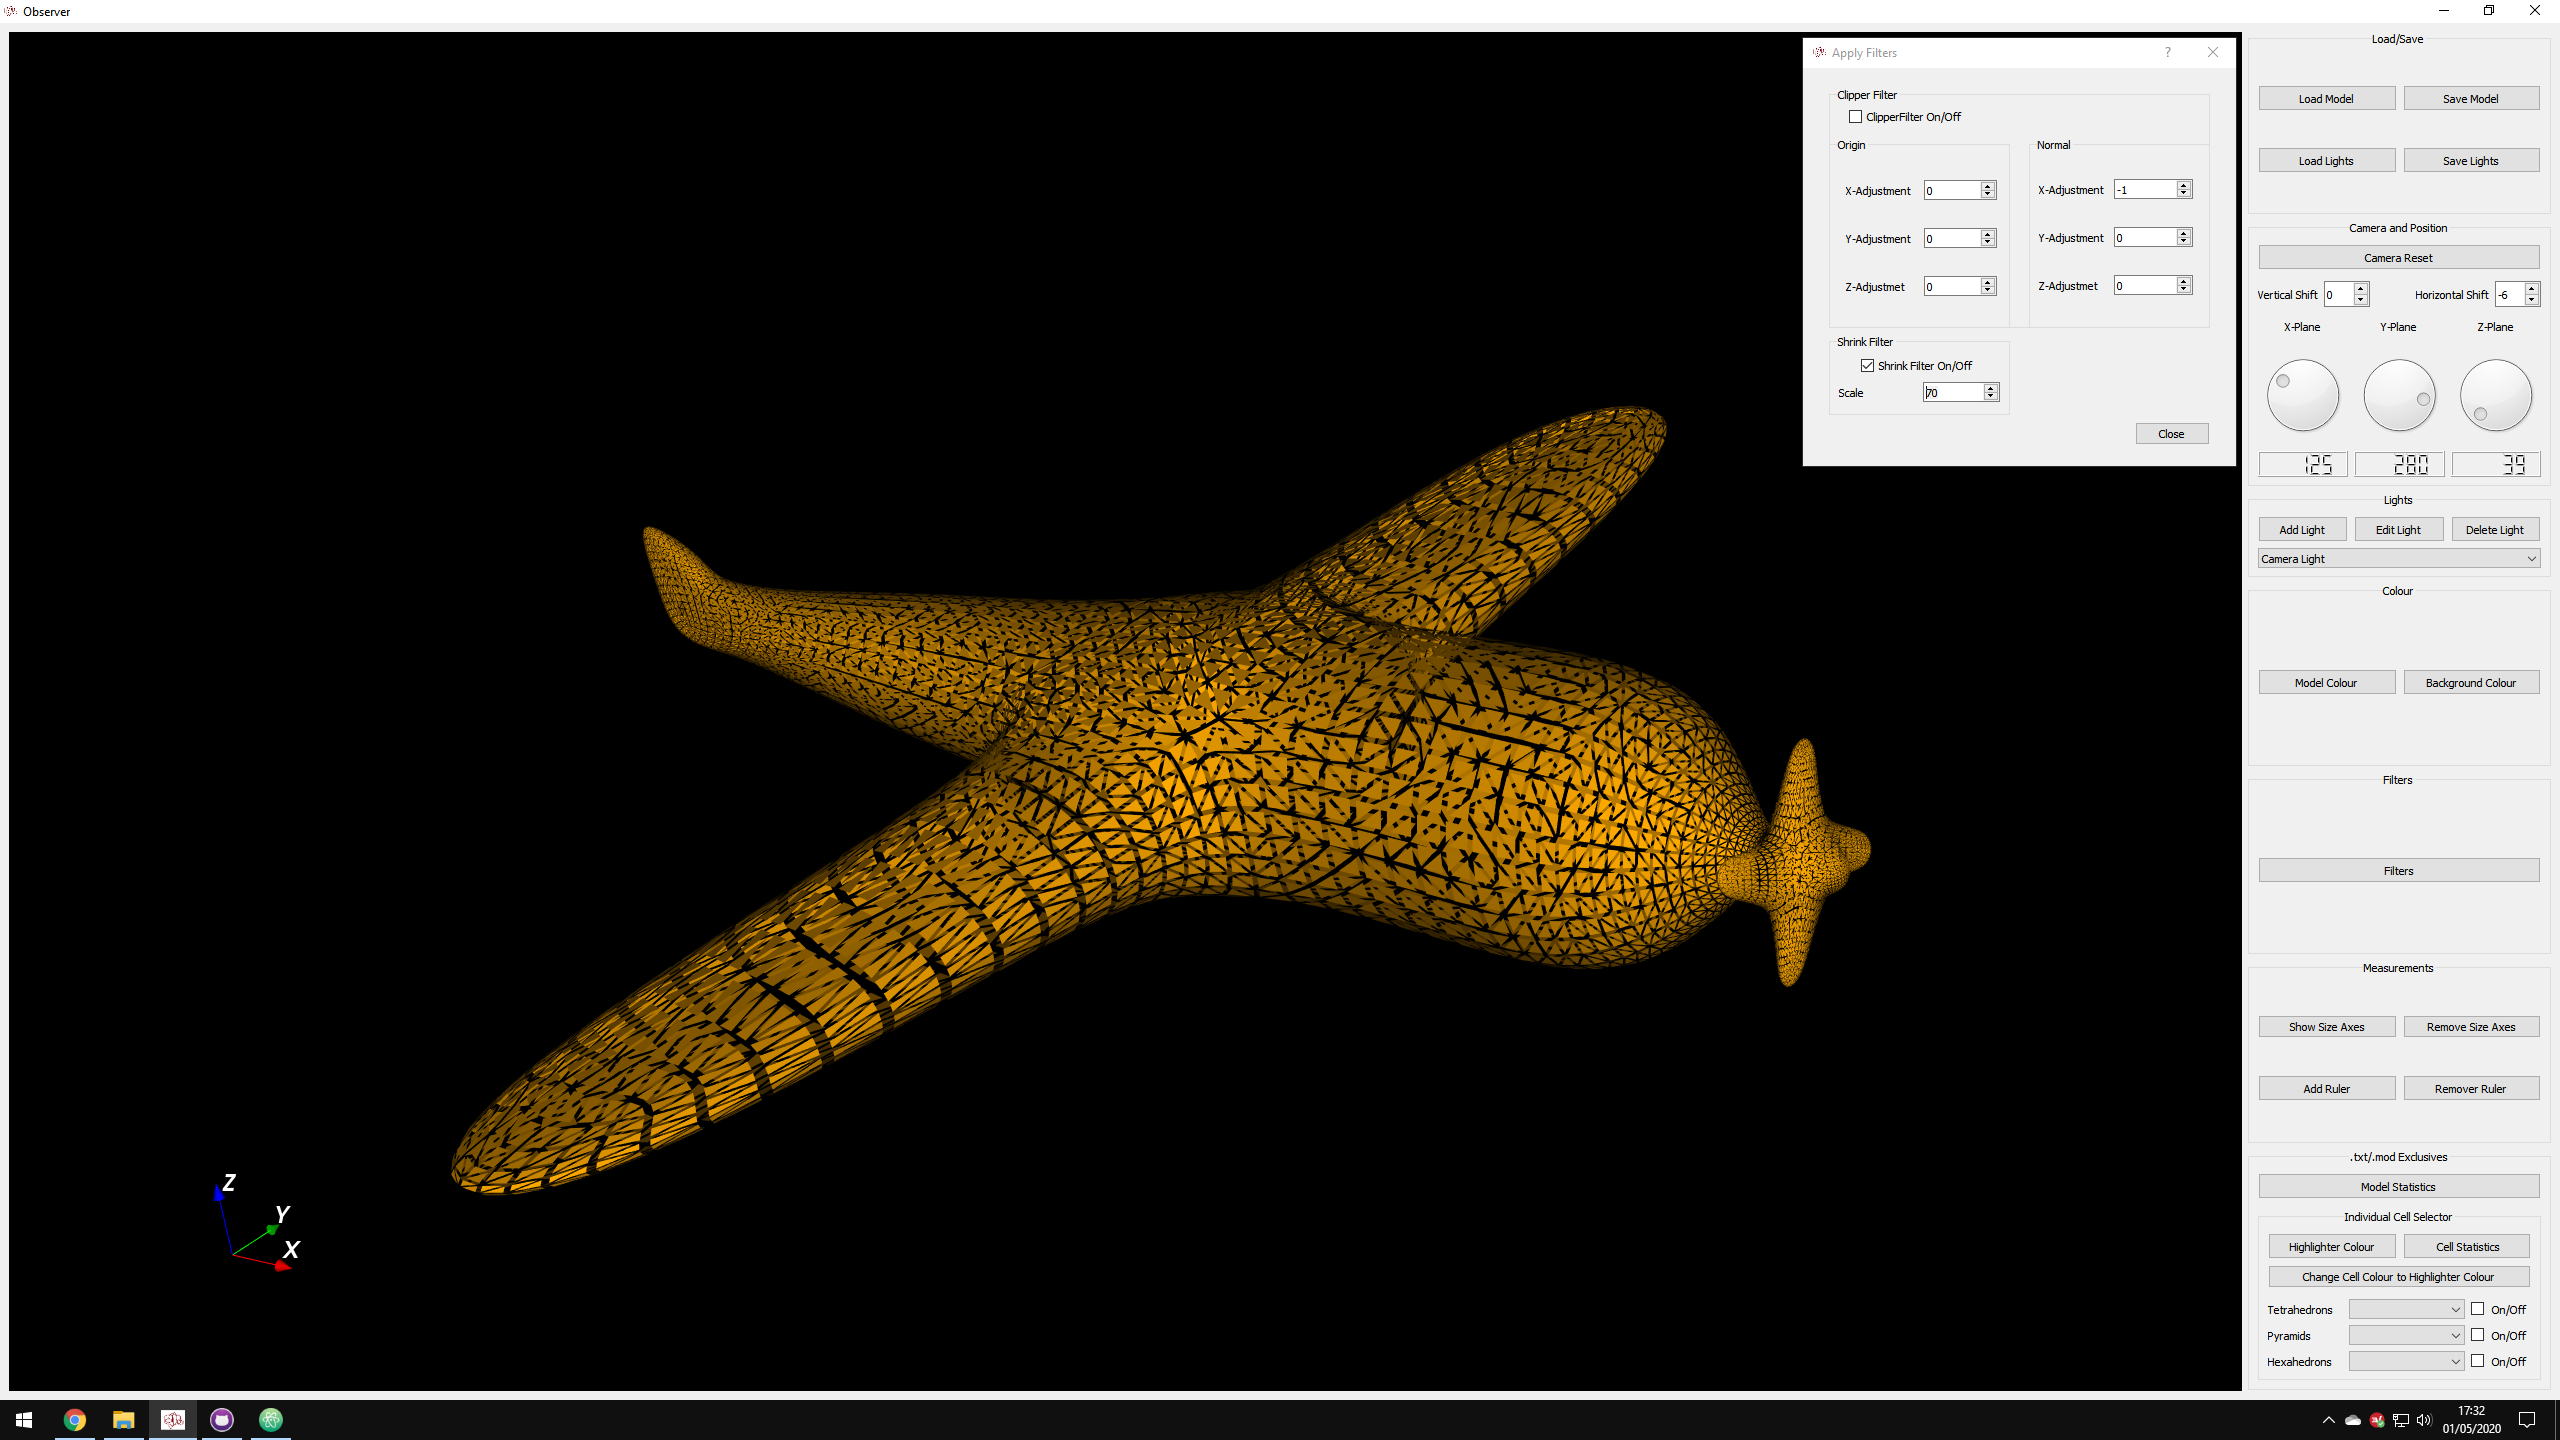 Observer
Apply Filters
?
Clipper Filter
ClipperFilter On/Off
Origin
Normal
X-Adjustment 0
X-Adjustment -1
Y-Adjustment 0
Y-Adjustment 0
Z-Adjustmet 0
Z-Adjustmet 0
Shrink Filter
Shrink Filter On/Off
Scale 70
Close
Load/Save
Load Model Save Model
Load Lights Save Lights
Camera and Position
Camera Reset
Vertical Shift 0 Horizontal Shift -6
X-Plane Y-Plane Z-Plane
125 280 39
Lights
Add Light Edit Light Delete Light
Camera Light
Colour
Model Colour Background Colour
Filters
Filters
Measurements
Show Size Axes Remove Size Axes
Add Ruler Remover Ruler
.txt/.mod Exclusives
Model Statistics
Individual Cell Selector
Highlighter Colour Cell Statistics
Change Cell Colour to Highlighter Colour
Tetrahedrons On/Off
Pyramids On/Off
Hexahedrons On/Off
Z
Y
X
17:32
01/05/2020